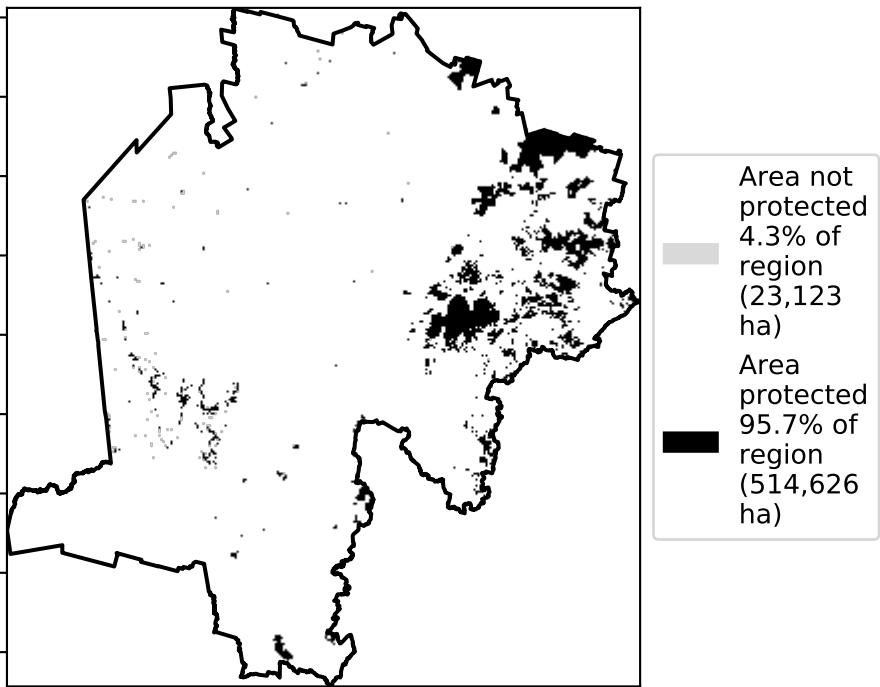 Area not
protected
4.3% of
region
(23,123
ha)
Area
protected
95.7% of
region
(514,626
ha)